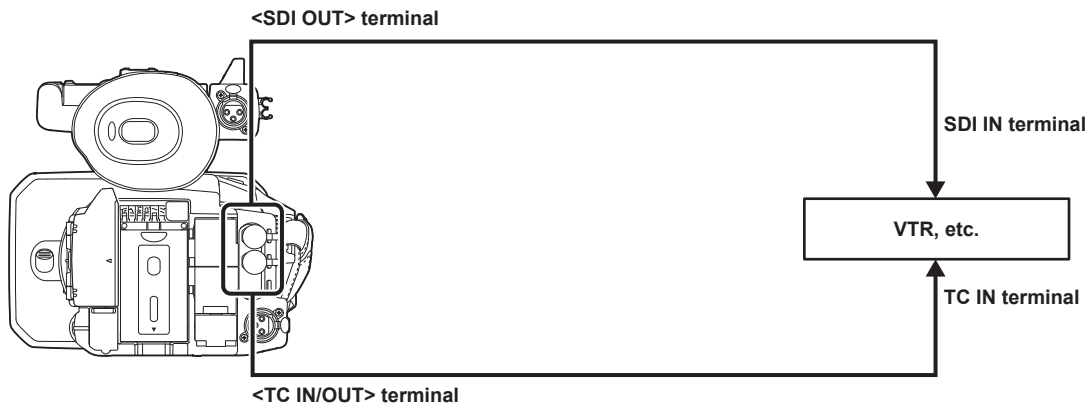 <SDI OUT> terminal
SDI IN terminal
VTR, etc.
TC IN terminal
<TC IN/OUT> terminal